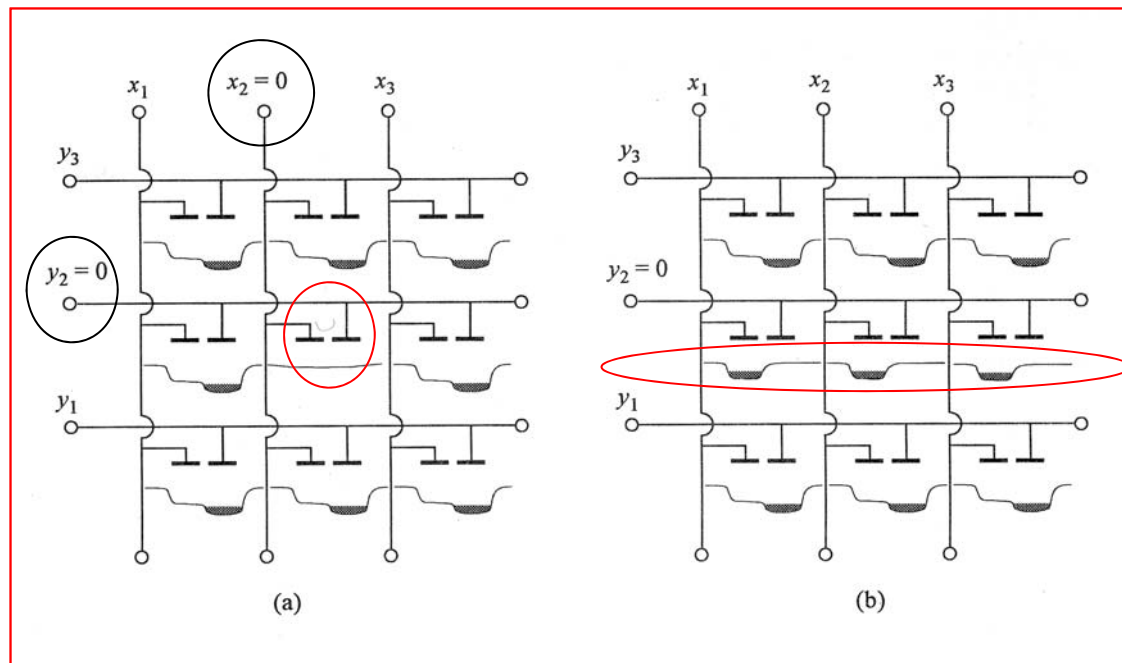 x₁ x₂ = 0 x₃
y₃
y₂ = 0
y₁
(a)
x₁ x₂ x₃
y₃
y₂ = 0
y₁
(b)